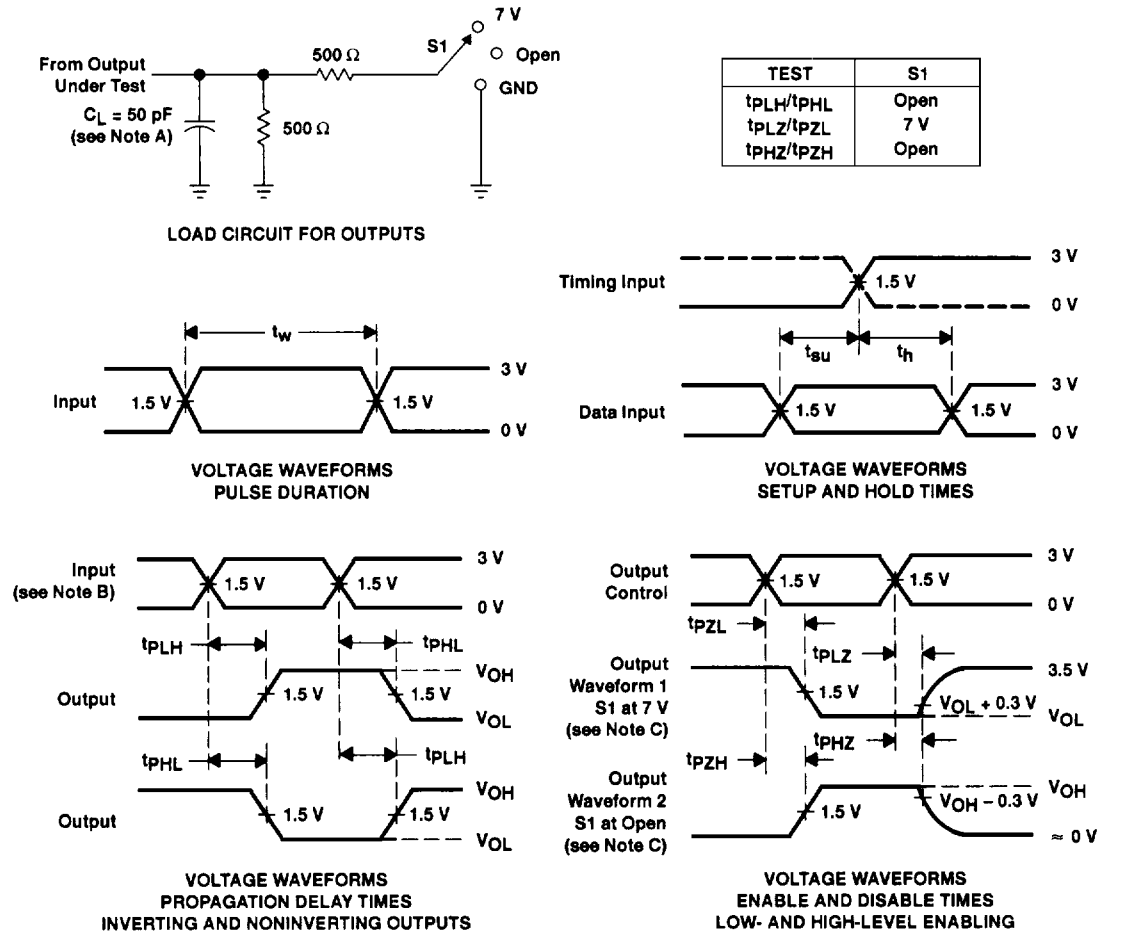 7 V
S1
Open
GND
500 Ω
From Output
Under Test
CL = 50 pF
(see Note A)
500 Ω
LOAD CIRCUIT FOR OUTPUTS
TEST S1
tPLH/tPHL Open
tPLZ/tPZL 7 V
tPHZ/tPZH Open
Timing Input
3 V
1.5 V
0 V
tsu
th
Data Input
3 V
1.5 V
1.5 V
0 V
VOLTAGE WAVEFORMS
SETUP AND HOLD TIMES
tw
Input
3 V
1.5 V
1.5 V
0 V
VOLTAGE WAVEFORMS
PULSE DURATION
Input
(see Note B)
3 V
1.5 V
1.5 V
0 V
tPLH
tPHL
Output
VOH
1.5 V
1.5 V
VOL
tPHL
tPLH
Output
VOH
1.5 V
1.5 V
VOL
VOLTAGE WAVEFORMS
PROPAGATION DELAY TIMES
INVERTING AND NONINVERTING OUTPUTS
Output
Control
3 V
1.5 V
1.5 V
0 V
tPZL
tPLZ
Output
Waveform 1
S1 at 7 V
(see Note C)
3.5 V
1.5 V
VOL + 0.3 V
VOL
tPZH
tPHZ
Output
Waveform 2
S1 at Open
(see Note C)
VOH
1.5 V
VOH – 0.3 V
≈ 0 V
VOLTAGE WAVEFORMS
ENABLE AND DISABLE TIMES
LOW- AND HIGH-LEVEL ENABLING